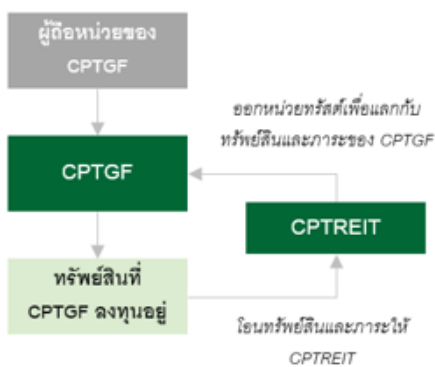 ผู้ถือหน่วยของ
CPTGF
ออกหน่วยทรัสต์เพื่อแลกกับ
ทรัพย์สินและภาระของ CPTGF
CPTGF
CPTREIT
ทรัพย์สินที่
CPTGF ลงทุนอยู่
โอนทรัพย์สินและภาระให้
CPTREIT